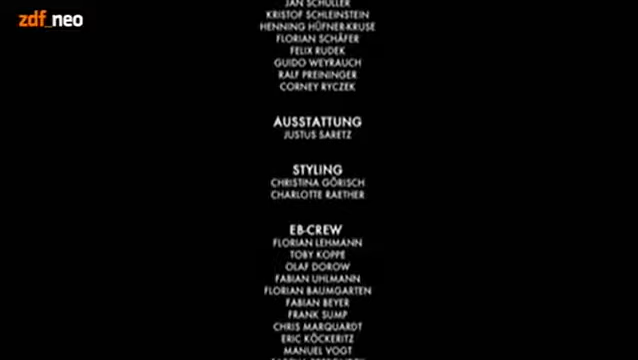 zdf_neo
JAN SCHÜLLER
KRISTOF SCHLEINSTEIN
HENNING HÜFNER-KRUSE
FLORIAN SCHÄFER
FELIX RUDEK
GUIDO WEYRAUCH
RALF PREININGER
CORNEY RYCZEK
AUSSTATTUNG
JUSTUS SARETZ
STYLING
CHRISTINA GÖRISCH
CHARLOTTE RAETHER
EB-CREW
FLORIAN LEHMANN
TOBY KOPPE
OLAF DOROW
FABIAN UHLMANN
FLORIAN BAUMGARTEN
FABIAN BEYER
FRANK SUMP
CHRIS MARQUARDT
ERIC KÖCKERITZ
MANUEL VOGT